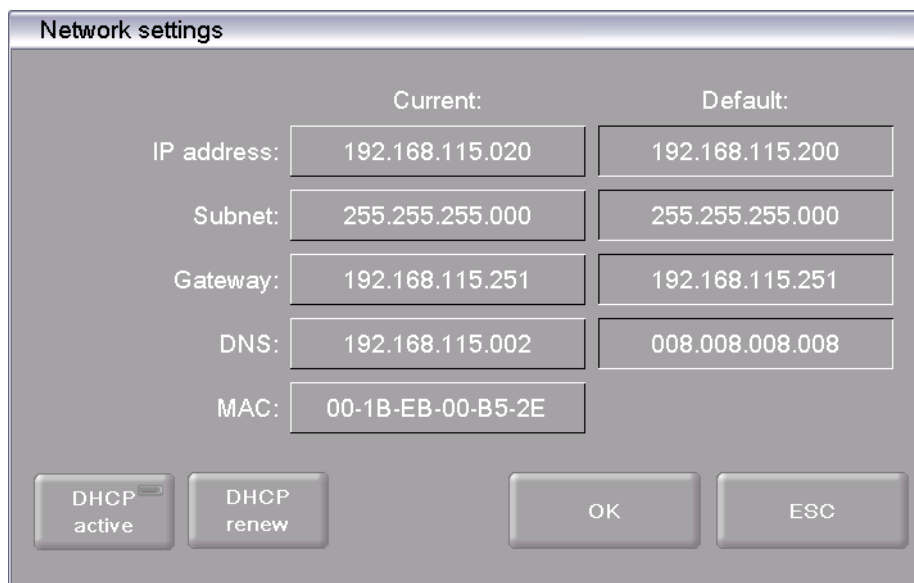 Network settings
Current: Default:
IP address: 192.168.115.020 192.168.115.200
Subnet: 255.255.255.000 255.255.255.000
Gateway: 192.168.115.251 192.168.115.251
DNS: 192.168.115.002 008.008.008.008
MAC: 00-1B-EB-00-B5-2E
DHCP active DHCP renew OK ESC